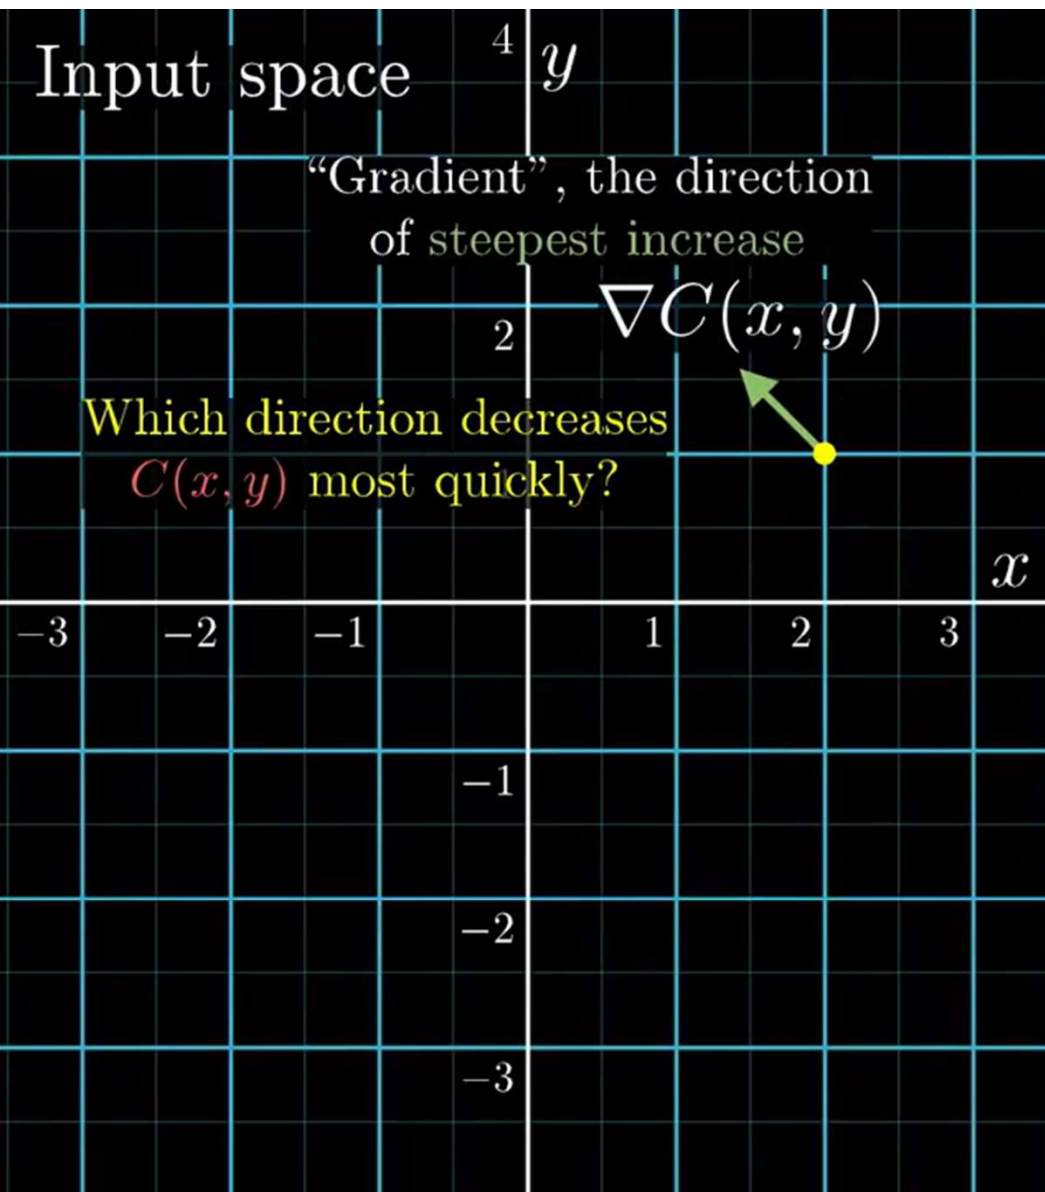 Input space
4 y
“Gradient”, the direction
of steepest increase
∇C(x, y)
2
Which direction decreases
C(x, y) most quickly?
x
−3 −2 −1 1 2 3
−1
−2
−3